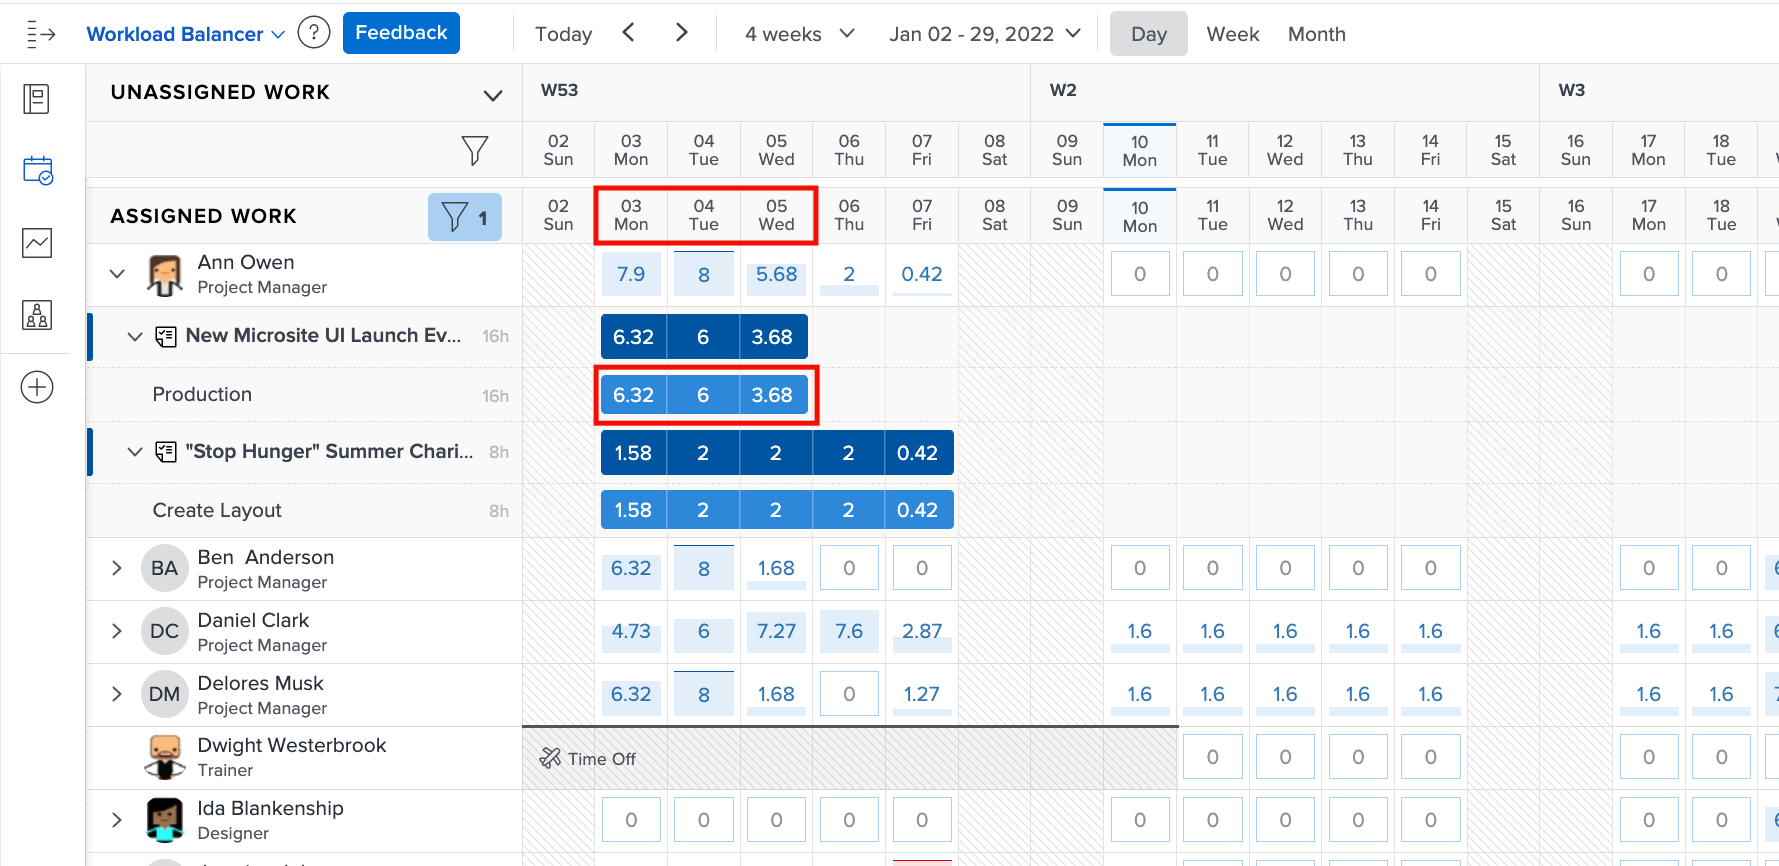 Workload Balancer ? Feedback Today 4 weeks Jan 02 - 29, 2022 Day Week Month
UNASSIGNED WORK W53 W2 W3
02 03 04 05 06 07 08 09 10 11 12 13 14 15 16 17 18
Sun Mon Tue Wed Thu Fri Sat Sun Mon Tue Wed Thu Fri Sat Sun Mon Tue
ASSIGNED WORK 1
02 03 04 05 06 07 08 09 10 11 12 13 14 15 16 17 18
Sun Mon Tue Wed Thu Fri Sat Sun Mon Tue Wed Thu Fri Sat Sun Mon Tue
Ann Owen
Project Manager
7.9 8 5.68 2 0.42 0 0 0 0 0 0 0
New Microsite UI Launch Ev... 16h 6.32 6 3.68
Production 16h 6.32 6 3.68
"Stop Hunger" Summer Chari... 8h 1.58 2 2 2 0.42
Create Layout 8h 1.58 2 2 2 0.42
BA
Ben Anderson
Project Manager
6.32 8 1.68 0 0 0 0 0 0 0 0 0
DC
Daniel Clark
Project Manager
4.73 6 7.27 7.6 2.87 1.6 1.6 1.6 1.6 1.6 1.6 1.6
DM
Delores Musk
Project Manager
6.32 8 1.68 0 1.27 1.6 1.6 1.6 1.6 1.6 1.6 1.6
Dwight Westerbrook
Trainer
Time Off 0 0 0 0 0 0
Ida Blankenship
Designer
0 0 0 0 0 0 0 0 0 0 0 0